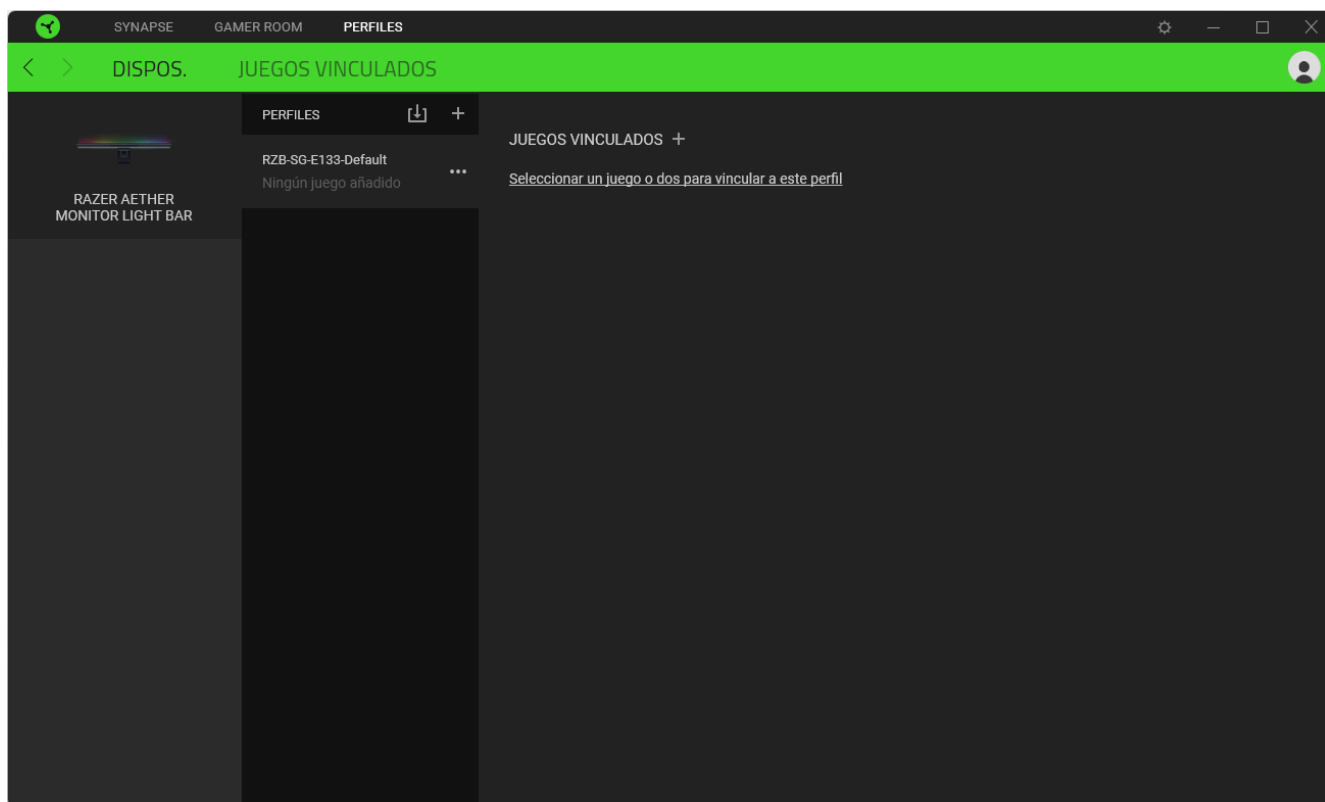 SYNAPSE GAMER ROOM PERFILES
DISPOS. JUEGOS VINCULADOS
RAZER AETHER
MONITOR LIGHT BAR
PERFILES
RZB-SG-E133-Default
Ningún juego añadido
JUEGOS VINCULADOS +
Seleccionar un juego o dos para vincular a este perfil